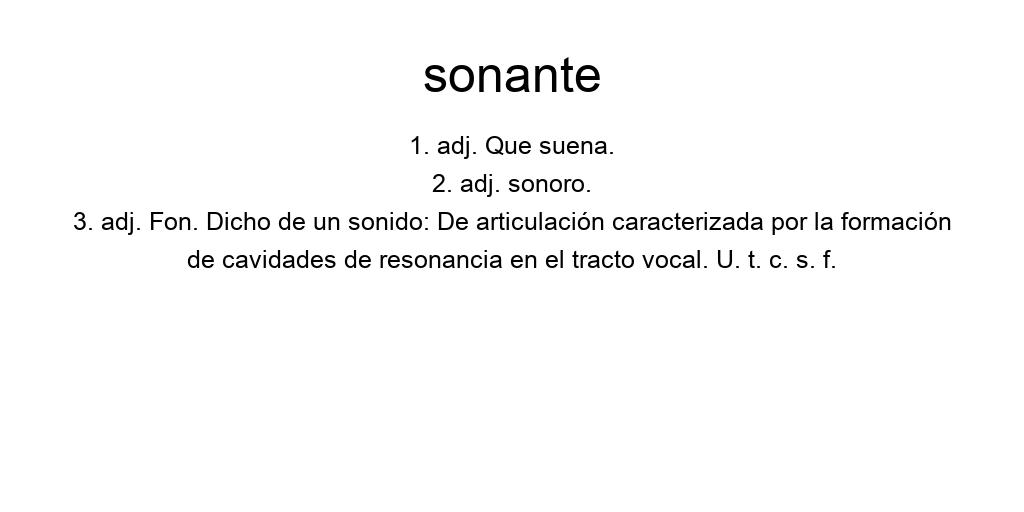 sonante
1. adj. Que suena.
2. adj. sonoro.
3. adj. Fon. Dicho de un sonido: De articulación caracterizada por la formación
de cavidades de resonancia en el tracto vocal. U. t. c. s. f.